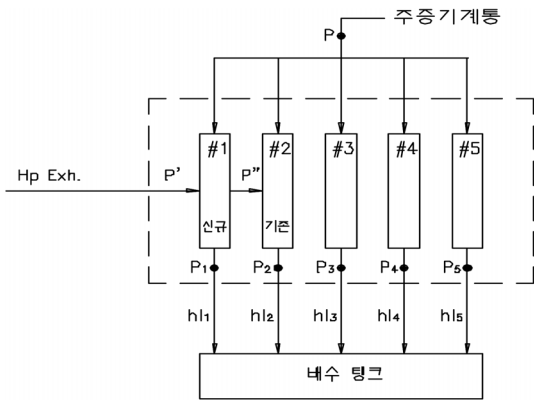 주증기계통
P
#1 #2 #3 #4 #5
Hp Exh. P' P"
신규 기존
P₁ P₂ P₃ P₄ P₅
hl₁ hl₂ hl₃ hl₄ hl₅
배수 탱크